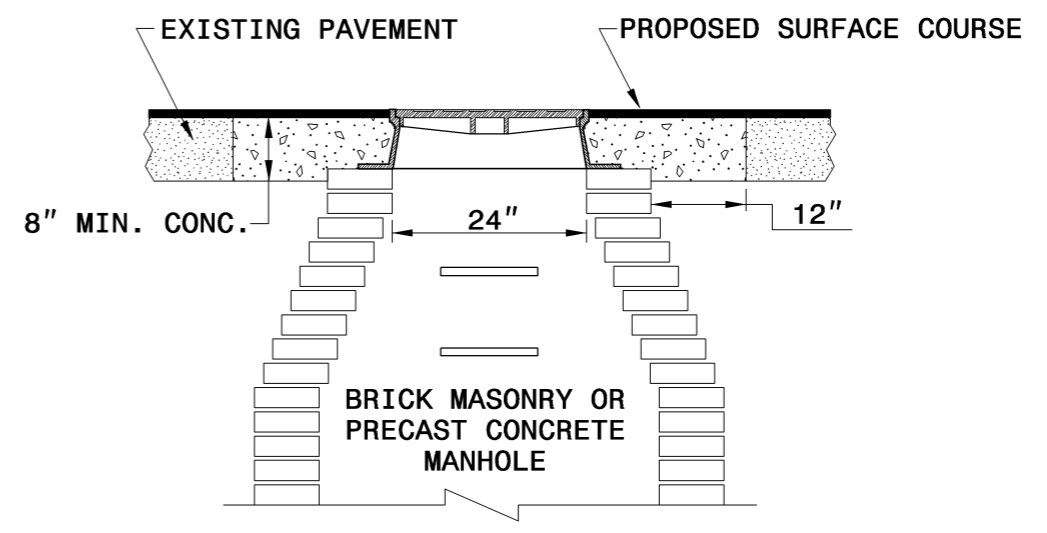 EXISTING PAVEMENT
PROPOSED SURFACE COURSE
8" MIN. CONC.
24"
12"
BRICK MASONRY OR
PRECAST CONCRETE
MANHOLE